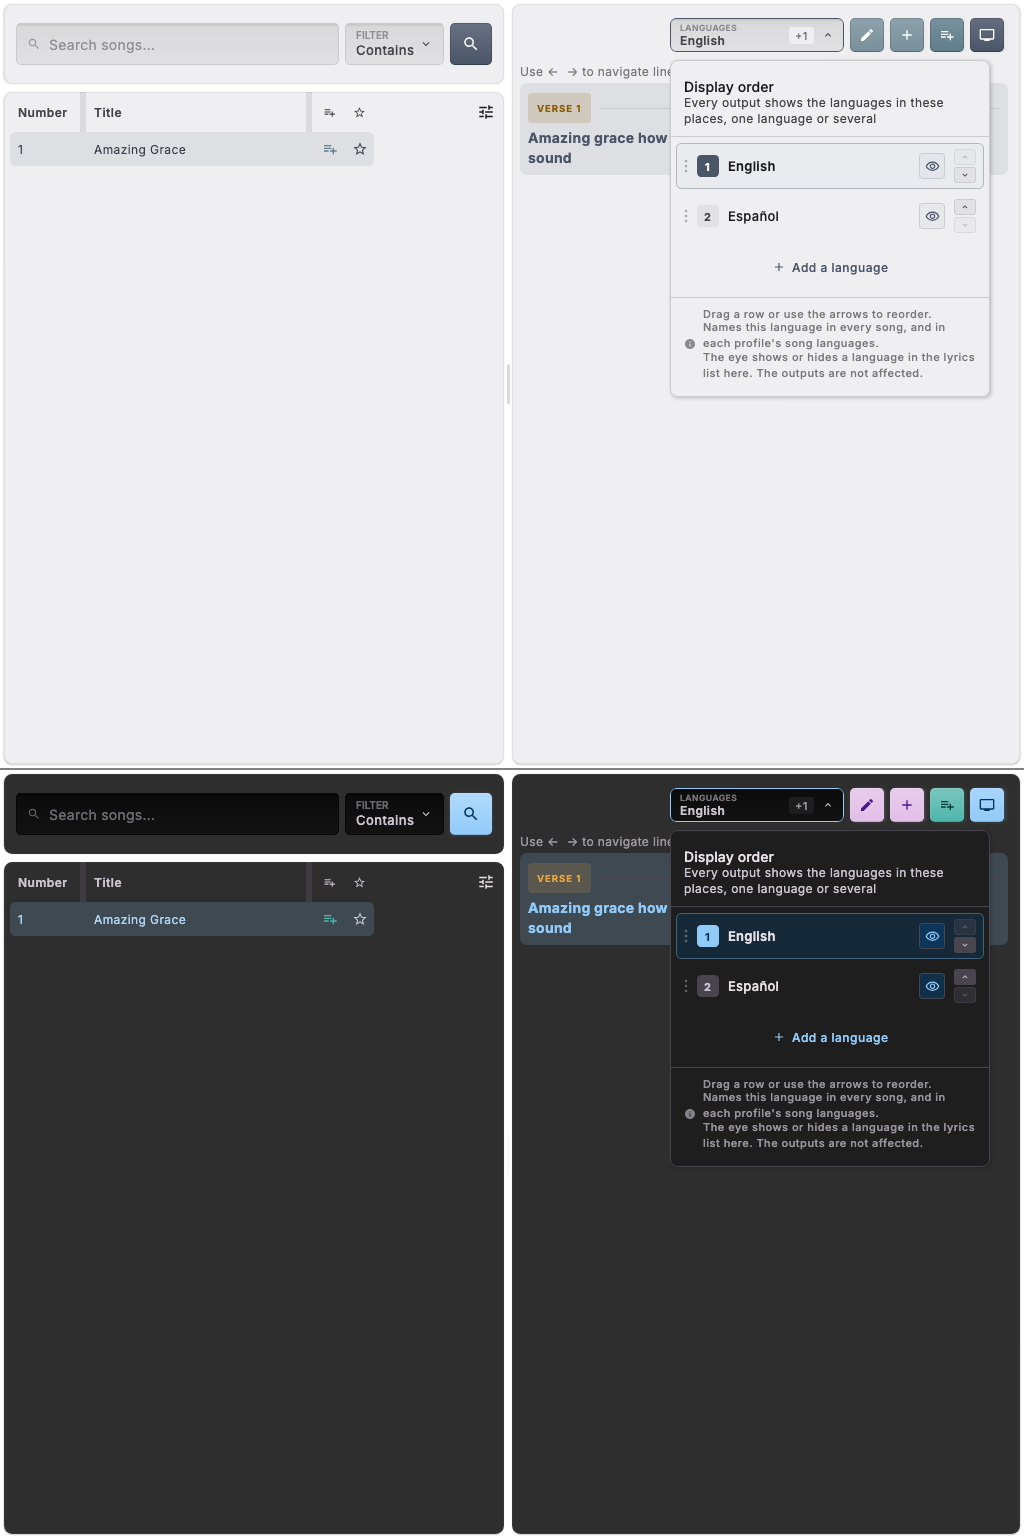 Search songs...
FILTER
Contains
LANGUAGES
English
+1
Use ← → to navigate line
Number Title
1 Amazing Grace
VERSE 1
Amazing grace how
sound
Display order
Every output shows the languages in these
places, one language or several
1 English
2 Español
+ Add a language
Drag a row or use the arrows to reorder.
Names this language in every song, and in
each profile's song languages.
The eye shows or hides a language in the lyrics
list here. The outputs are not affected.
Search songs...
FILTER
Contains
LANGUAGES
English
+1
Use ← → to navigate line
Number Title
1 Amazing Grace
VERSE 1
Amazing grace how
sound
Display order
Every output shows the languages in these
places, one language or several
1 English
2 Español
+ Add a language
Drag a row or use the arrows to reorder.
Names this language in every song, and in
each profile's song languages.
The eye shows or hides a language in the lyrics
list here. The outputs are not affected.